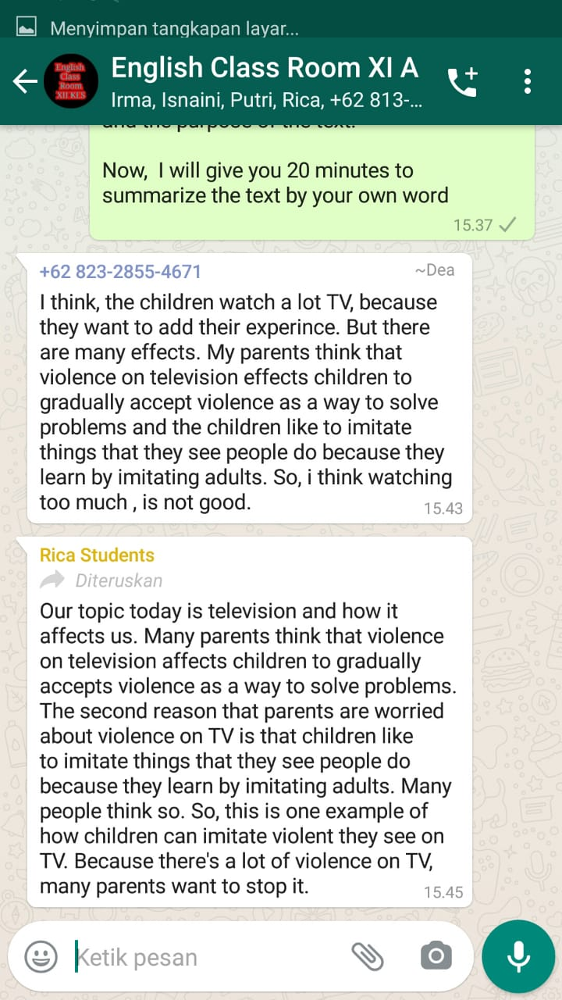 Menyimpan tangkapan layar...
English Class Room XI A
Irma, Isnaini, Putri, Rica, +62 813-...
English
Class
Room
XII KES
and the purpose of the text.
Now, I will give you 20 minutes to
summarize the text by your own word
15.37
+62 823-2855-4671
~Dea
I think, the children watch a lot TV, because
they want to add their experince. But there
are many effects. My parents think that
violence on television effects children to
gradually accept violence as a way to solve
problems and the children like to imitate
things that they see people do because they
learn by imitating adults. So, i think watching
too much , is not good.
15.43
Rica Students
Diteruskan
Our topic today is television and how it
affects us. Many parents think that violence
on television affects children to gradually
accepts violence as a way to solve problems.
The second reason that parents are worried
about violence on TV is that children like
to imitate things that they see people do
because they learn by imitating adults. Many
people think so. So, this is one example of
how children can imitate violent they see on
TV. Because there's a lot of violence on TV,
many parents want to stop it.
15.45
Ketik pesan